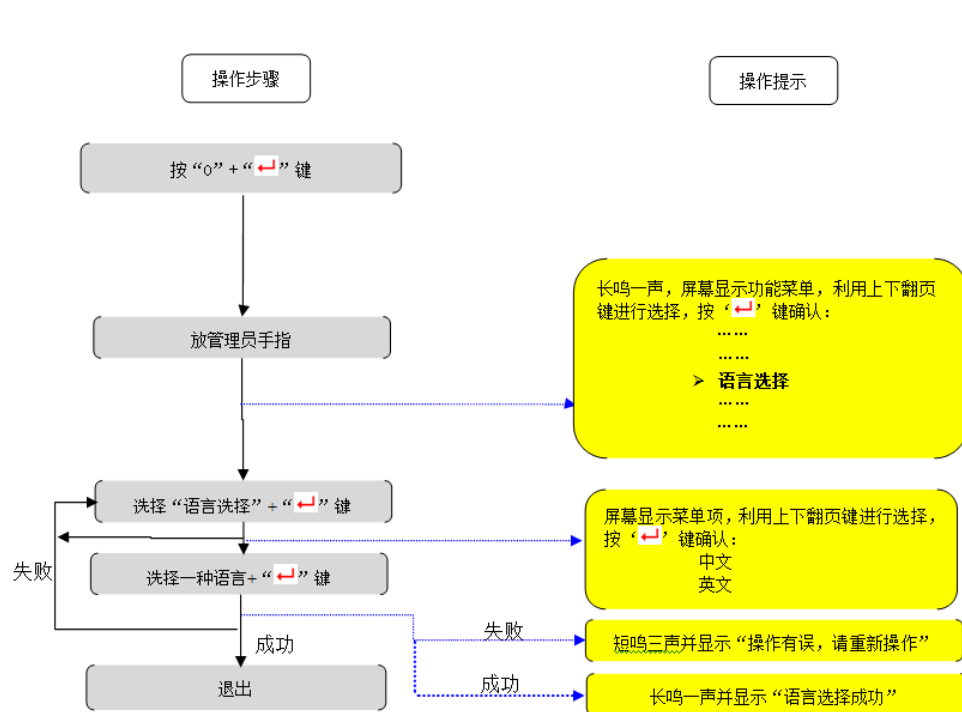 操作步骤
操作提示
按“0”+“↵”键
放管理员手指
长鸣一声，屏幕显示功能菜单，利用上下翻页
键进行选择，按‘↵’键确认：
……
……
➢ 语言选择
……
……
选择“语言选择”+“↵”键
屏幕显示菜单项，利用上下翻页键进行选择，
按‘↵’键确认：
中文
英文
选择一种语言+“↵”键
失败
失败
短鸣三声并显示“操作有误，请重新操作”
成功
退出
成功
长鸣一声并显示“语言选择成功”